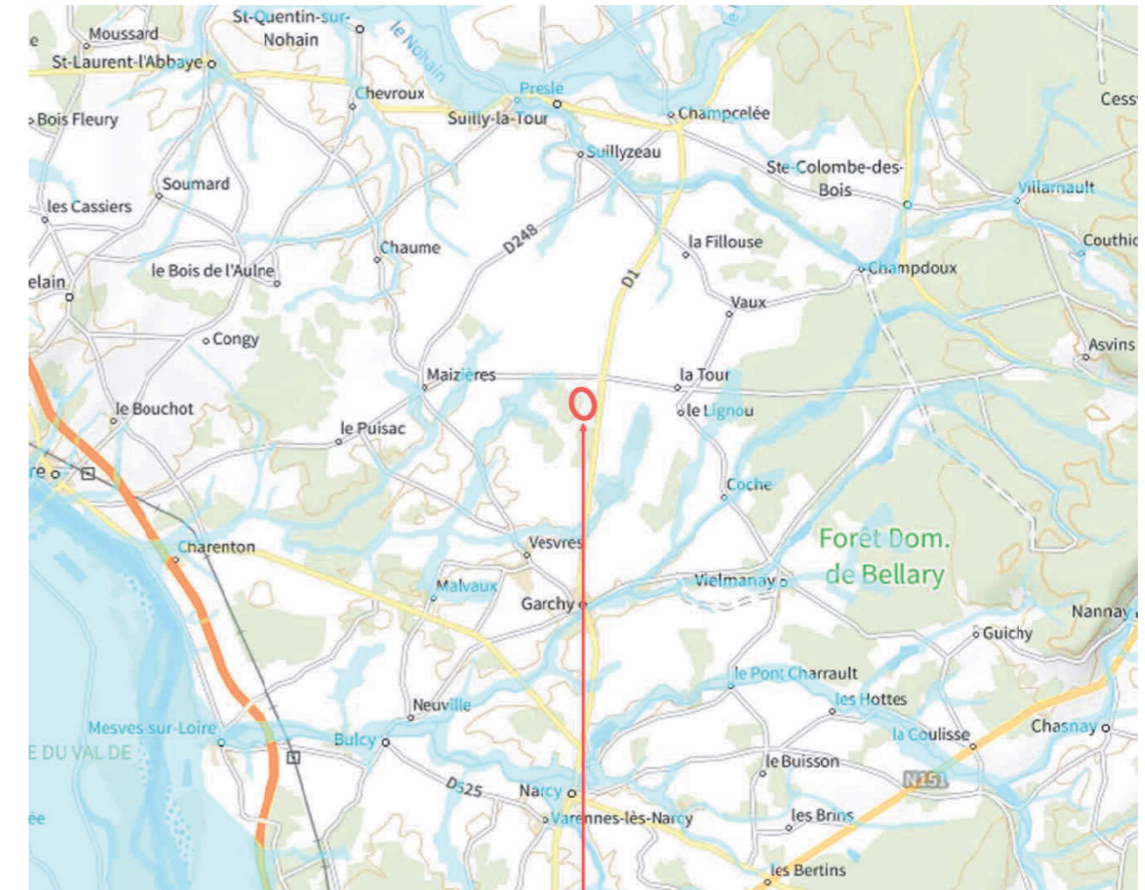 St-Quentin-sur-
Nohain
Moussard
St-Laurent-l'Abbaye
le Nohain
Chevroux
Presle
Suilly-la-Tour
Champcelée
Bois Fleury
Suillyzeau
Ste-Colombe-des-
Bois
Soumard
Villarnault
les Cassiers
D248
la Fillouse
Chaume
le Bois de l'Aulne
Champdoux
D1
Vaux
Congy
Asvins
Maizières
la Tour
le Bouchot
le Lignou
le Puisac
Coche
Charenton
Vesvres
Forêt Dom.
de Bellary
Malvaux
Vielmanay
Garchy
Nannay
Guichy
le Pont Charrault
Neuville
les Hottes
Mesves-sur-Loire
Bulcy
la Coulisse
Chasnay
E DU VAL DE
le Buisson
D525
N151
Narcy
Varennes-lès-Narcy
les Brins
les Bertins